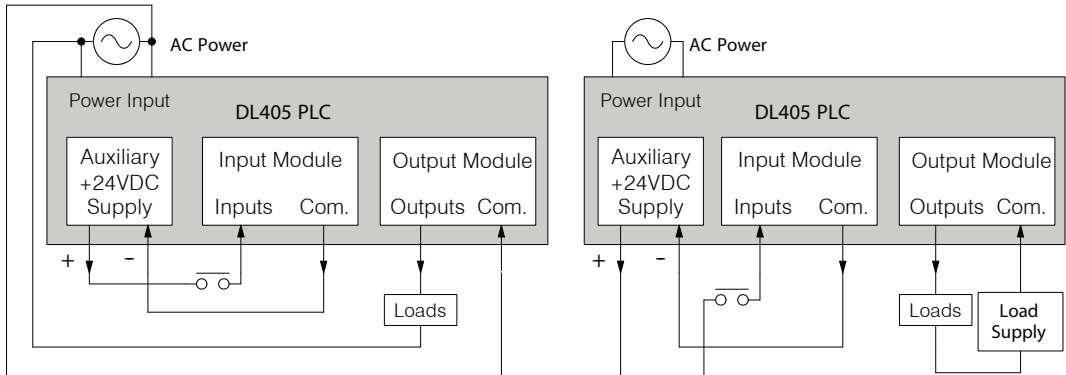 AC Power
Power Input
DL405 PLC
Auxiliary
+24VDC
Supply
Input Module
Inputs Com.
Output Module
Outputs Com.
+ -
Loads
AC Power
Power Input
DL405 PLC
Auxiliary
+24VDC
Supply
Input Module
Inputs Com.
Output Module
Outputs Com.
+ -
Loads
Load
Supply